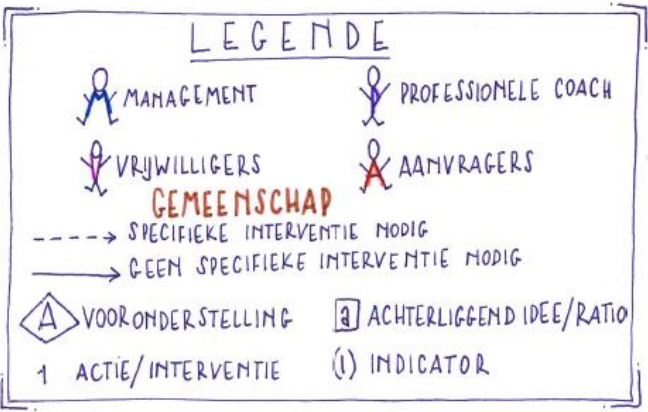 LEGENDE
MANAGEMENT
PROFESSIONELE COACH
VRIJWILLIGERS
A AANVRAGERS
GEMEENSCHAP
SPECIFIEKE INTERVENTIE NODIG
GEEN SPECIFIEKE INTERVENTIE NODIG
A VOORONDERSTELLING
a ACHTERLIGGEND IDEE/RATIO
1 ACTIE/INTERVENTIE
(1) INDICATOR